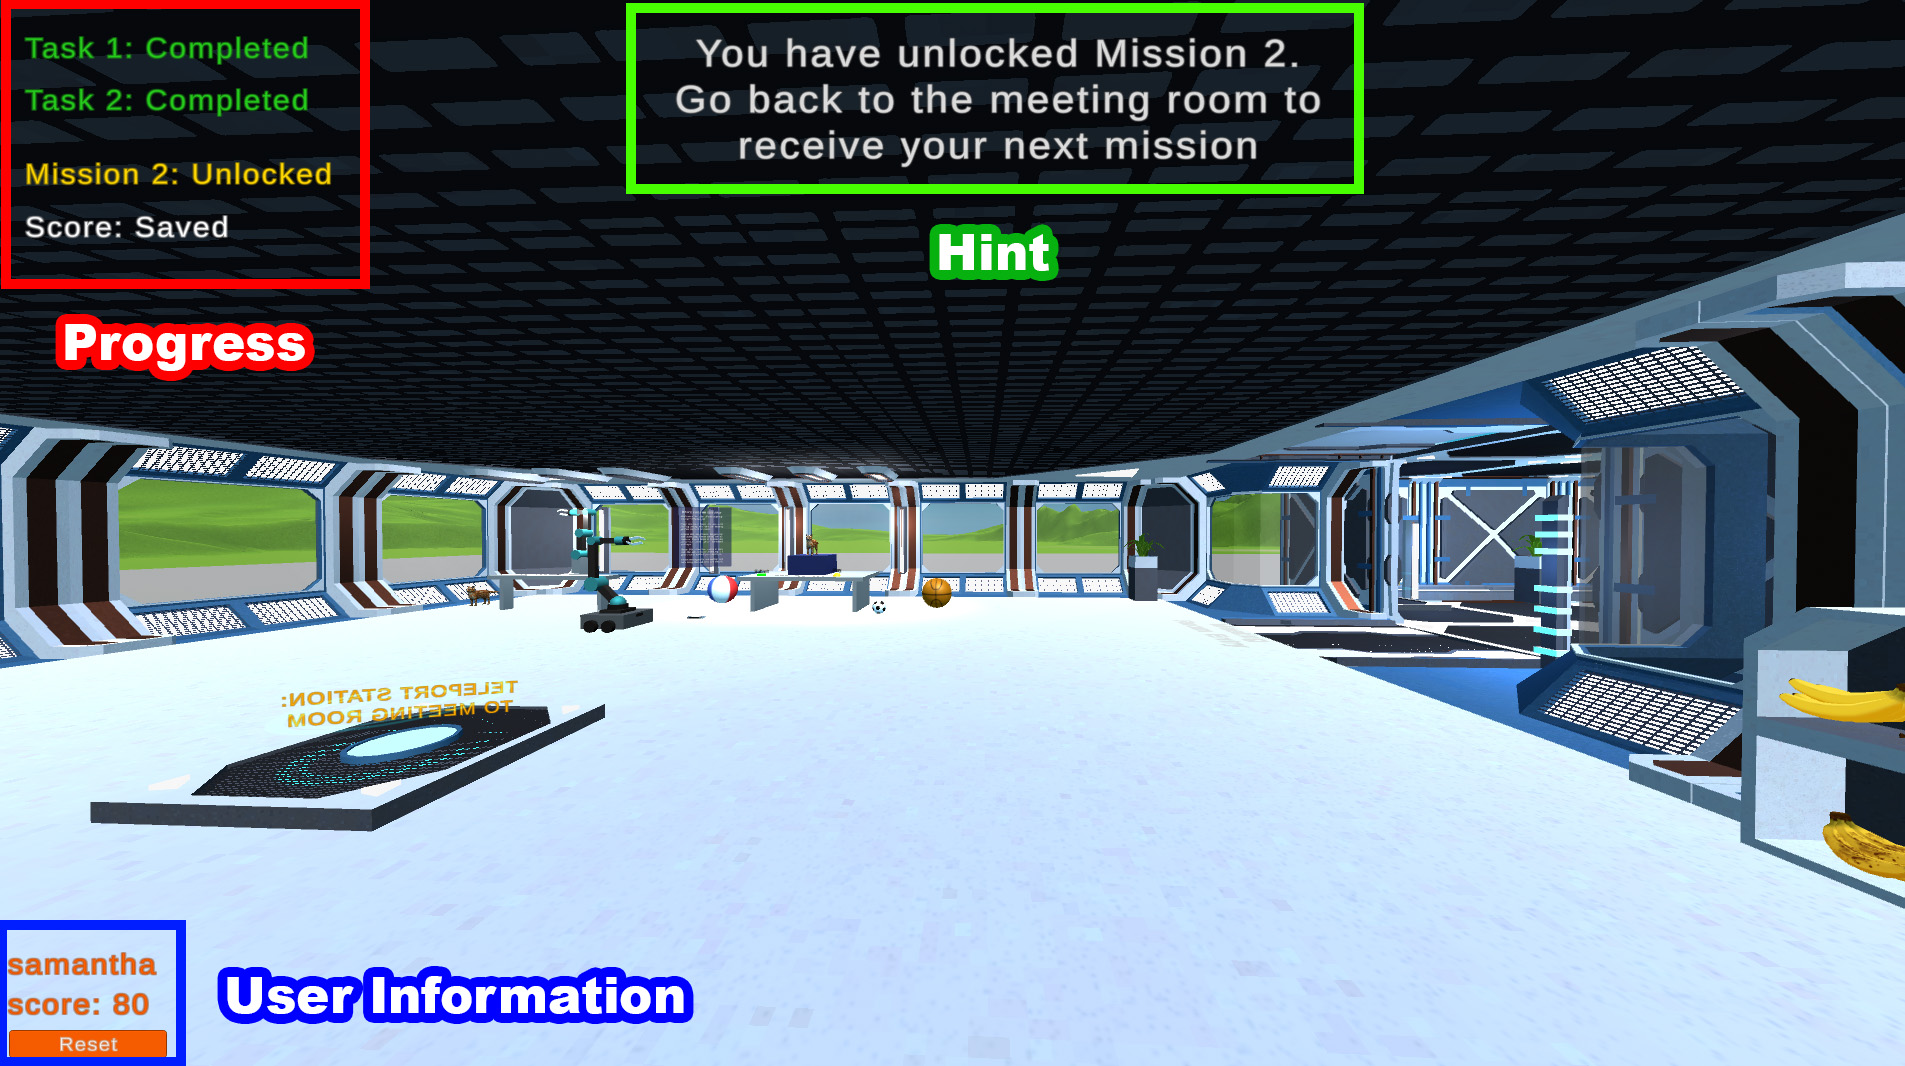 Task 1: Completed
Task 2: Completed
Mission 2: Unlocked
Score: Saved
Progress
You have unlocked Mission 2.
Go back to the meeting room to
receive your next mission
Hint
TELEPORT STATION:
TO MEETING ROOM
samantha
score: 80
Reset
User Information